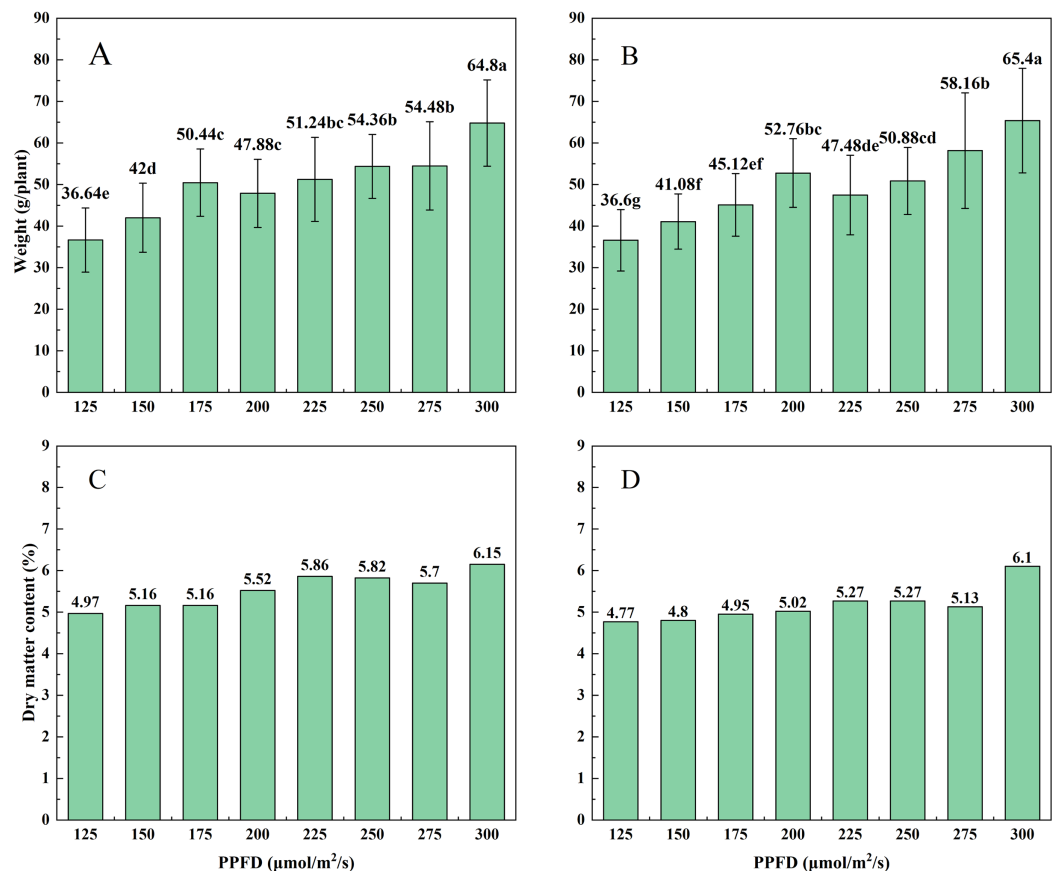 A
Weight (g/plant)
90
80
70
60
50
40
30
20
10
0
36.64e 42d 50.44c 47.88c 51.24bc 54.36b 54.48b 64.8a
125 150 175 200 225 250 275 300
B
90
80
70
60
50
40
30
20
10
0
36.6g 41.08f 45.12ef 52.76bc 47.48de 50.88cd 58.16b 65.4a
125 150 175 200 225 250 275 300
C
Dry matter content (%)
9
8
7
6
5
4
3
2
1
0
4.97 5.16 5.16 5.52 5.86 5.82 5.7 6.15
125 150 175 200 225 250 275 300
PPFD (μmol/m²/s)
D
9
8
7
6
5
4
3
2
1
0
4.77 4.8 4.95 5.02 5.27 5.27 5.13 6.1
125 150 175 200 225 250 275 300
PPFD (μmol/m²/s)